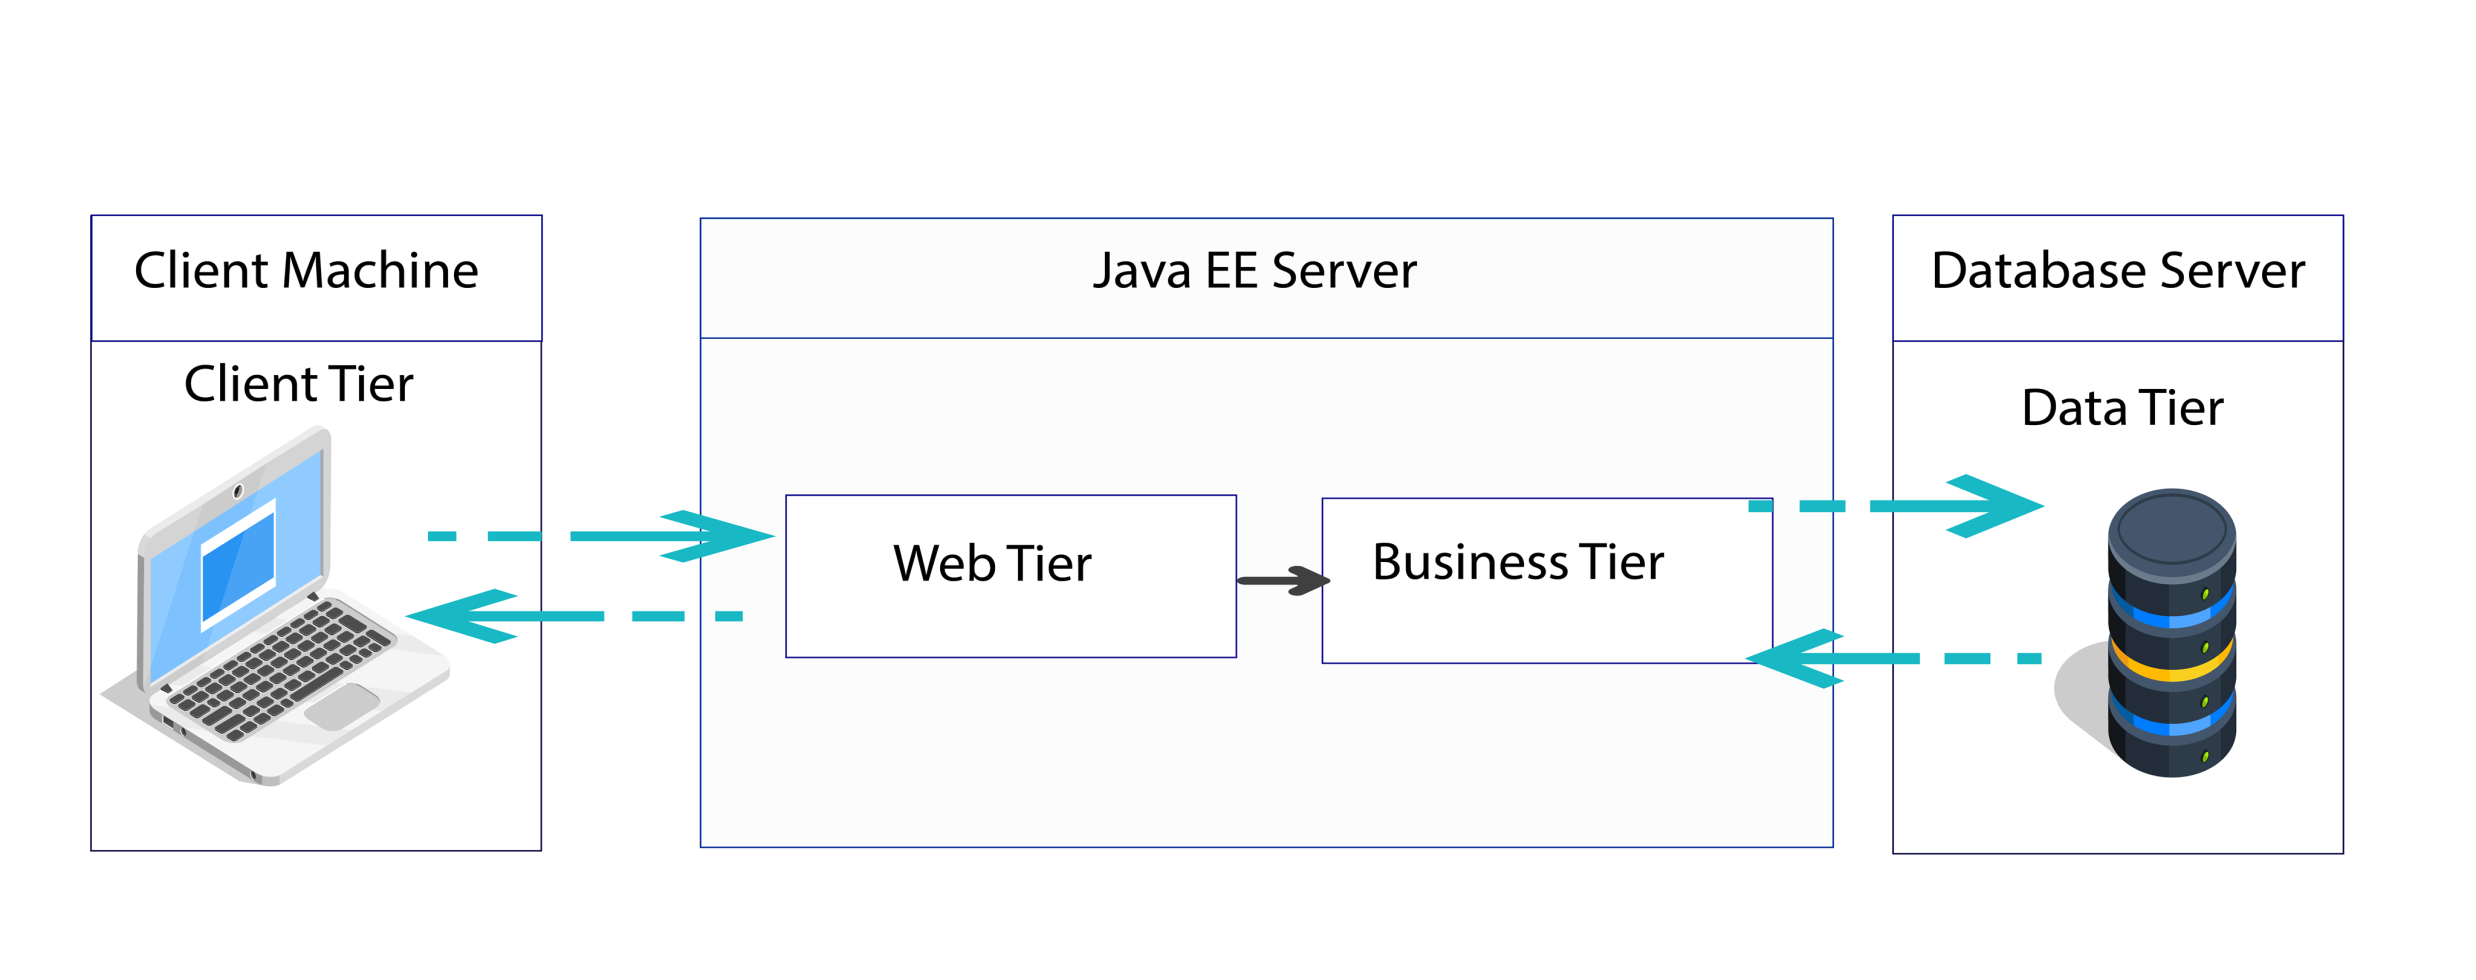 Client Machine
Client Tier
Java EE Server
Web Tier
Business Tier
Database Server
Data Tier